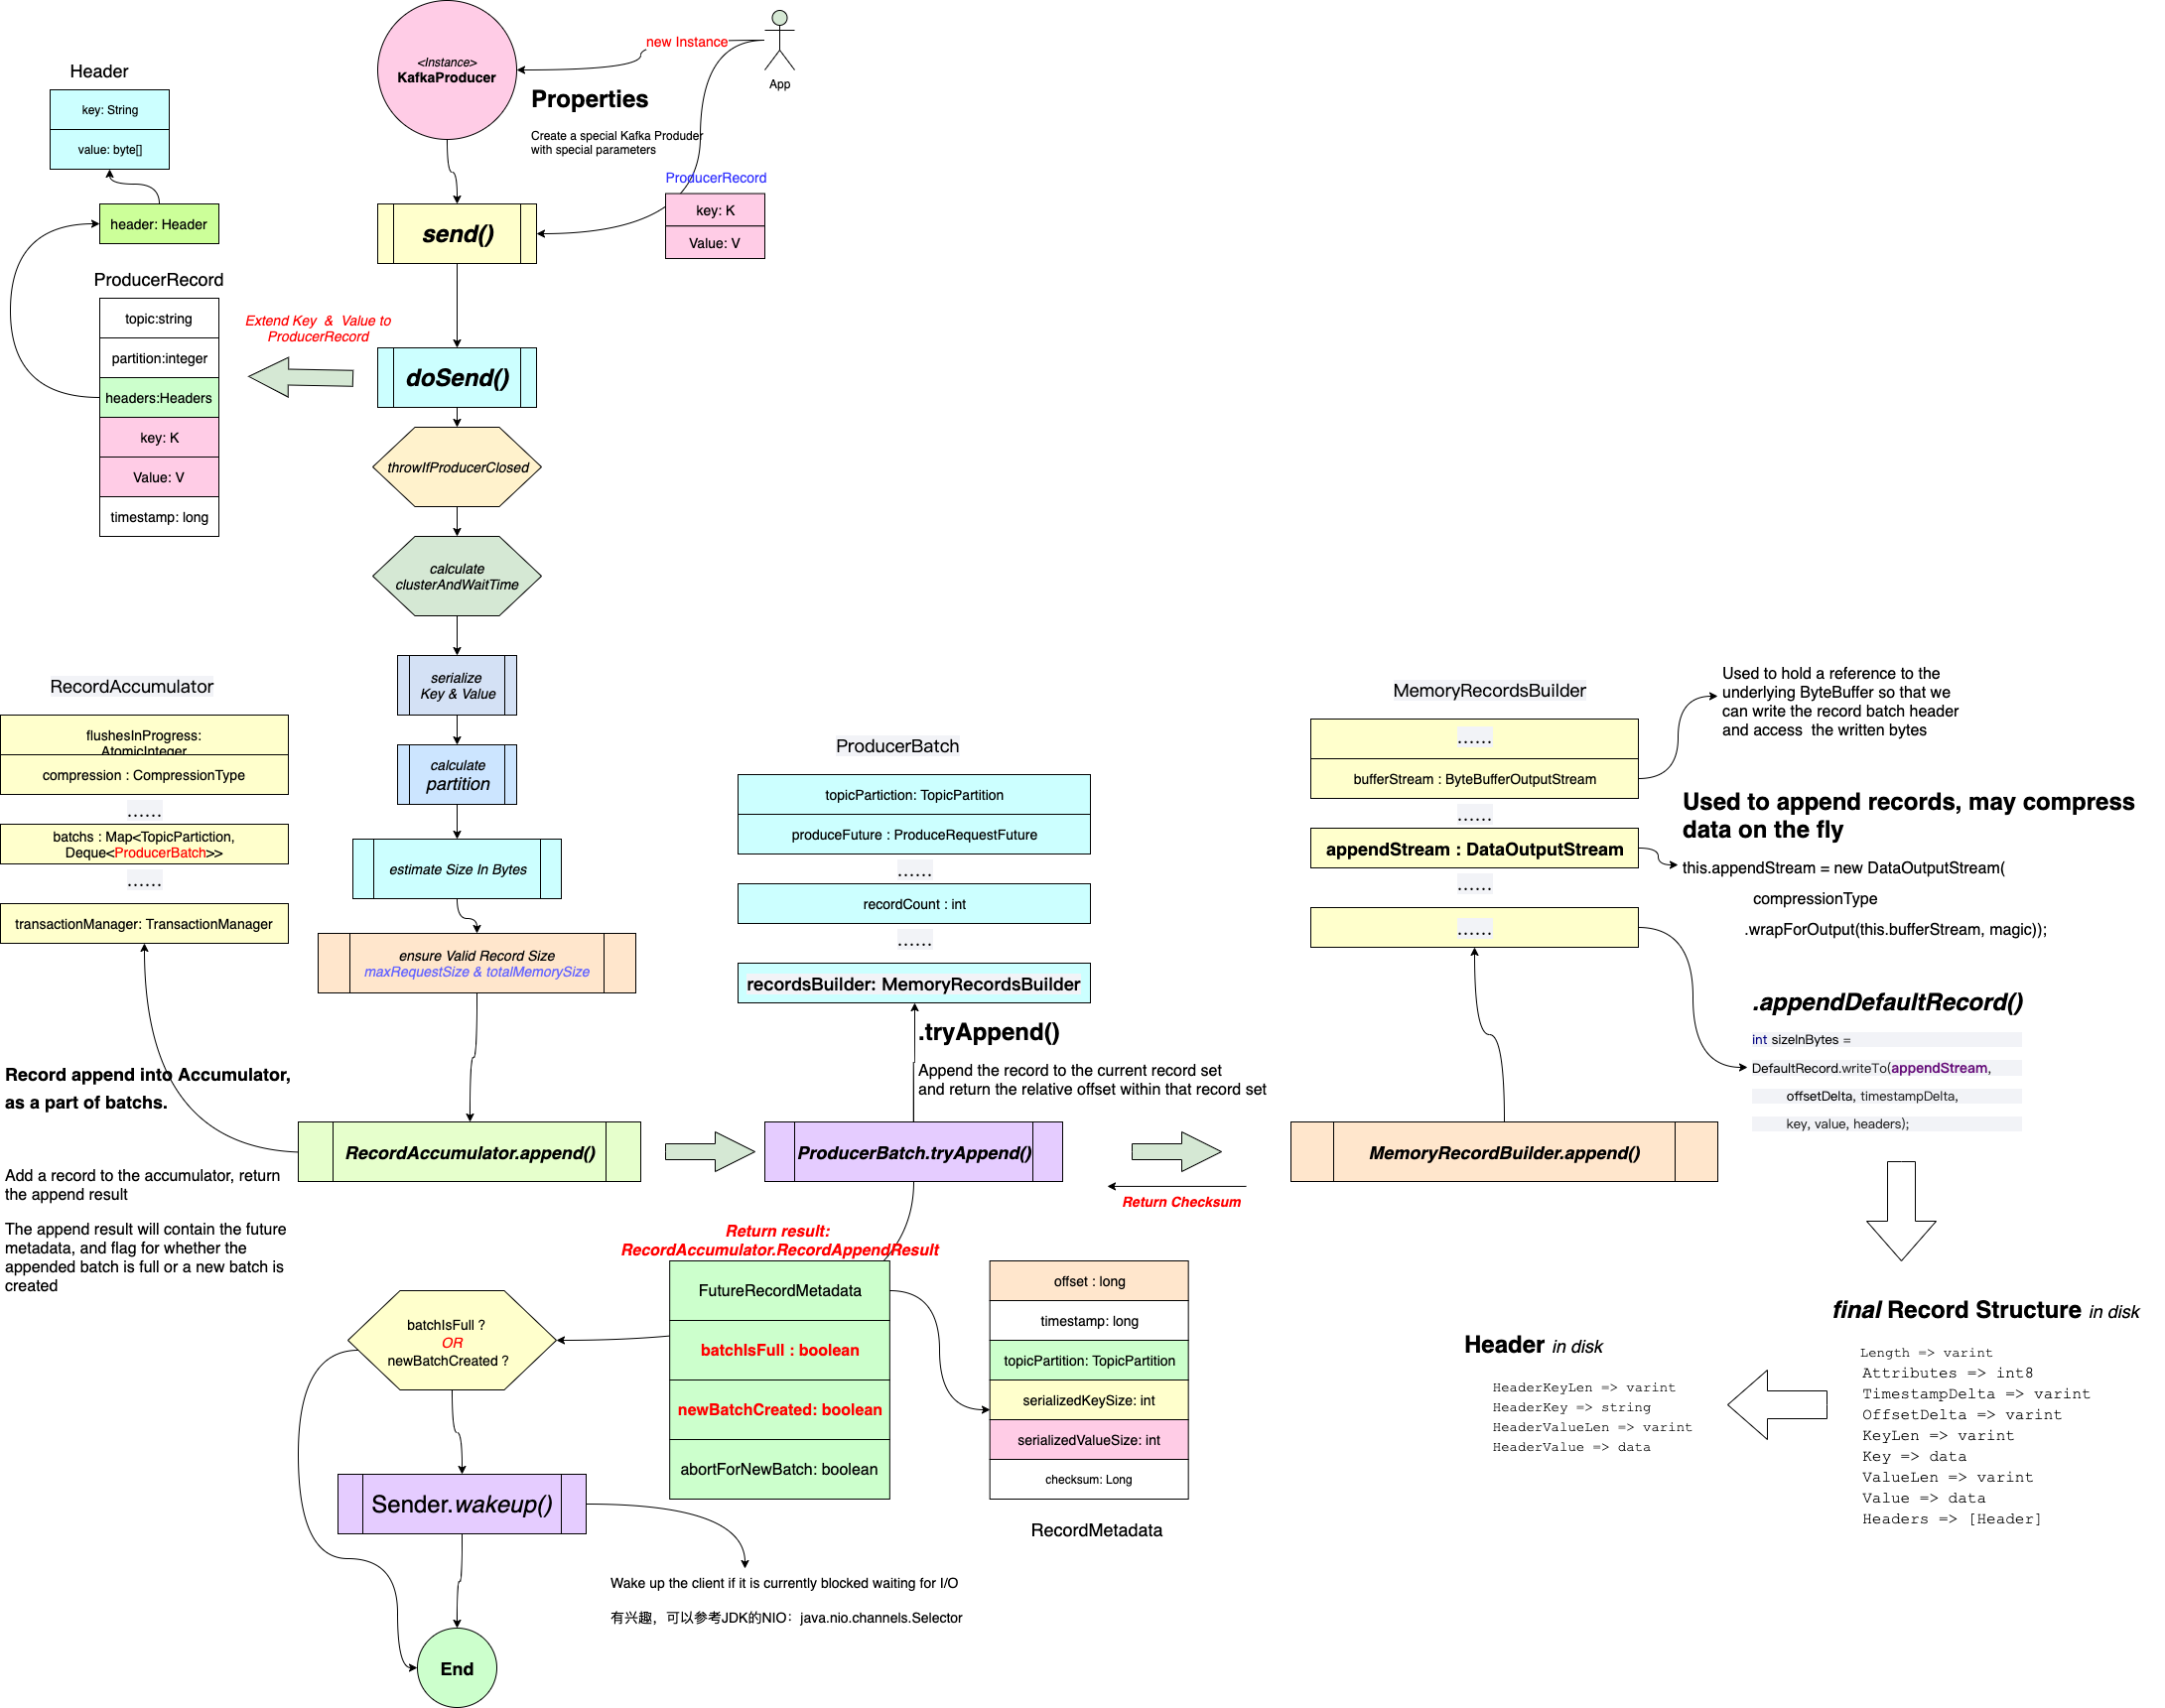 <Instance>
KafkaProducer
new Instance
App
Properties
Create a special Kafka Produder
with special parameters
ProducerRecord
key: K
Value: V
Header
key: String
value: byte[]
header: Header
send()
ProducerRecord
topic:string
partition:integer
headers:Headers
key: K
Value: V
timestamp: long
Extend Key & Value to
ProducerRecord
doSend()
throwIfProducerClosed
calculate
clusterAndWaitTime
serialize
Key & Value
calculate
partition
estimate Size In Bytes
ensure Valid Record Size
maxRequestSize & totalMemorySize
RecordAccumulator
flushesInProgress:
AtomicInteger
compression : CompressionType
......
batchs : Map<TopicPartiction,
Deque<ProducerBatch>>
......
transactionManager: TransactionManager
Record append into Accumulator,
as a part of batchs.
Add a record to the accumulator, return
the append result
The append result will contain the future
metadata, and flag for whether the
appended batch is full or a new batch is
created
RecordAccumulator.append()
ProducerBatch
topicPartiction: TopicPartition
produceFuture : ProduceRequestFuture
......
recordCount : int
......
recordsBuilder: MemoryRecordsBuilder
.tryAppend()
Append the record to the current record set
and return the relative offset within that record set
ProducerBatch.tryAppend()
Return Checksum
MemoryRecordsBuilder
......
bufferStream : ByteBufferOutputStream
......
appendStream : DataOutputStream
......
......
MemoryRecordBuilder.append()
Used to hold a reference to the
underlying ByteBuffer so that we
can write the record batch header
and access the written bytes
Used to append records, may compress
data on the fly
this.appendStream = new DataOutputStream(
compressionType
.wrapForOutput(this.bufferStream, magic));
.appendDefaultRecord()
int sizeInBytes =
DefaultRecord.writeTo(appendStream,
offsetDelta, timestampDelta,
key, value, headers);
final Record Structure in disk
Length => varint
Attributes => int8
TimestampDelta => varint
OffsetDelta => varint
KeyLen => varint
Key => data
ValueLen => varint
Value => data
Headers => [Header]
Header in disk
HeaderKeyLen => varint
HeaderKey => string
HeaderValueLen => varint
HeaderValue => data
Return result:
RecordAccumulator.RecordAppendResult
FutureRecordMetadata
batchIsFull : boolean
newBatchCreated: boolean
abortForNewBatch: boolean
offset : long
timestamp: long
topicPartition: TopicPartition
serializedKeySize: int
serializedValueSize: int
checksum: Long
RecordMetadata
batchIsFull ?
OR
newBatchCreated ?
Sender.wakeup()
Wake up the client if it is currently blocked waiting for I/O
有兴趣，可以参考JDK的NIO：java.nio.channels.Selector
End